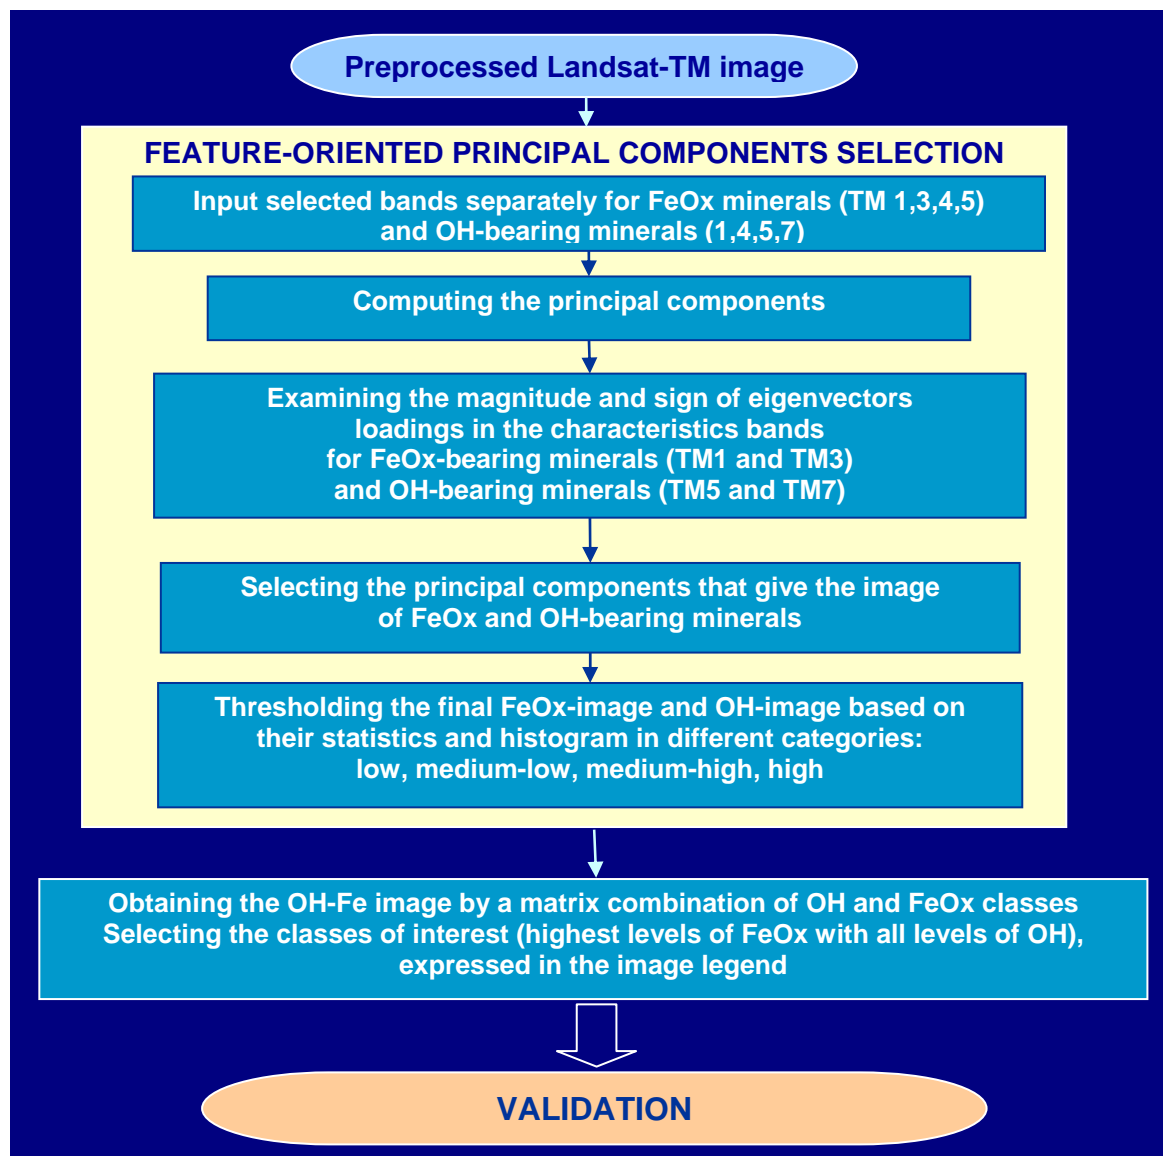 Preprocessed Landsat-TM image
FEATURE-ORIENTED PRINCIPAL COMPONENTS SELECTION
Input selected bands separately for FeOx minerals (TM 1,3,4,5)
and OH-bearing minerals (1,4,5,7)
Computing the principal components
Examining the magnitude and sign of eigenvectors
loadings in the characteristics bands
for FeOx-bearing minerals (TM1 and TM3)
and OH-bearing minerals (TM5 and TM7)
Selecting the principal components that give the image
of FeOx and OH-bearing minerals
Thresholding the final FeOx-image and OH-image based on
their statistics and histogram in different categories:
low, medium-low, medium-high, high
Obtaining the OH-Fe image by a matrix combination of OH and FeOx classes
Selecting the classes of interest (highest levels of FeOx with all levels of OH),
expressed in the image legend
VALIDATION